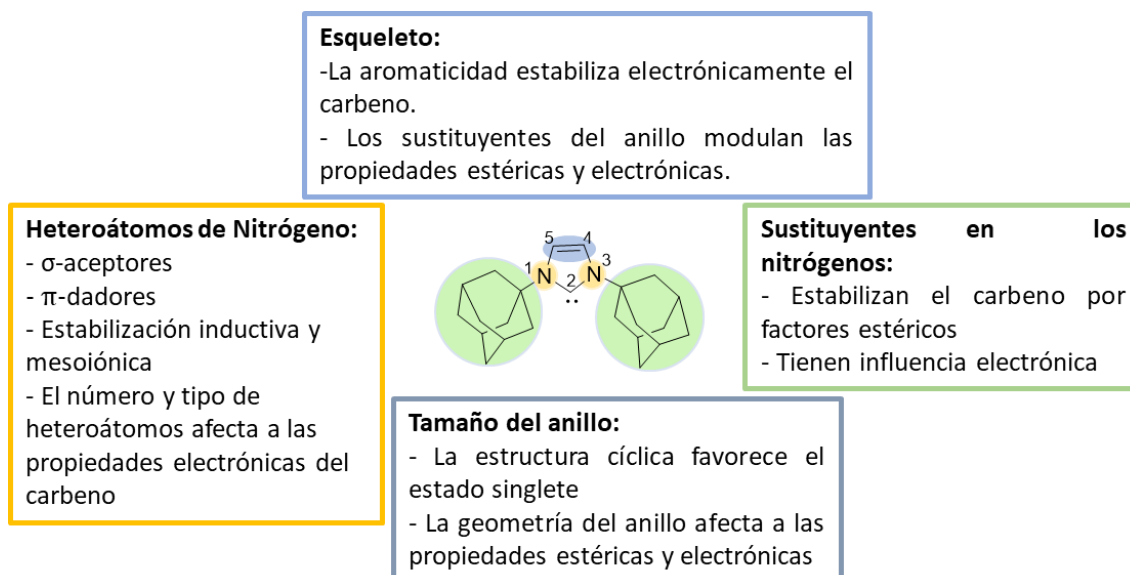 Esqueleto:
-La aromaticidad estabiliza electrónicamente el
carbeno.
- Los sustituyentes del anillo modulan las
propiedades estéricas y electrónicas.
Heteroátomos de Nitrógeno:
- σ-aceptores
- π-dadores
- Estabilización inductiva y
mesoiónica
- El número y tipo de
heteroátomos afecta a las
propiedades electrónicas del
carbeno
5 4
1 3
N N
2
Sustituyentes en los
nitrógenos:
- Estabilizan el carbeno por
factores estéricos
- Tienen influencia electrónica
Tamaño del anillo:
- La estructura cíclica favorece el
estado singlete
- La geometría del anillo afecta a las
propiedades estéricas y electrónicas